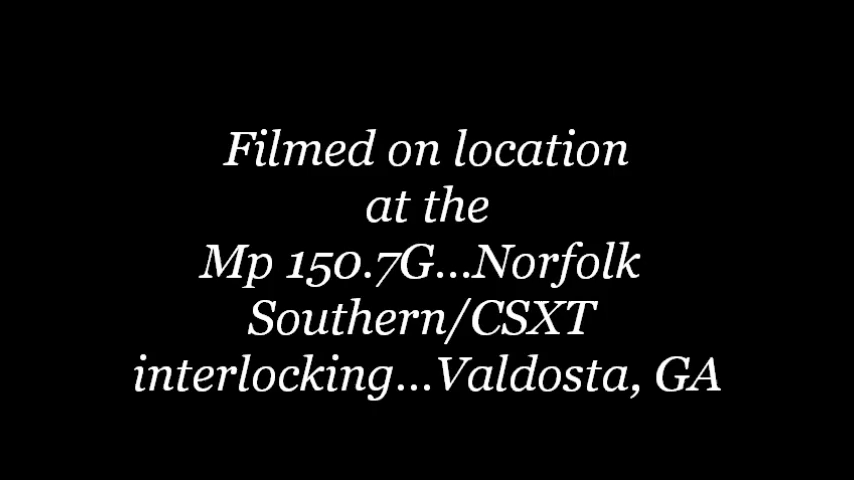 Filmed on location
at the
Mp 150.7G...Norfolk
Southern/CSXT
interlocking...Valdosta, GA